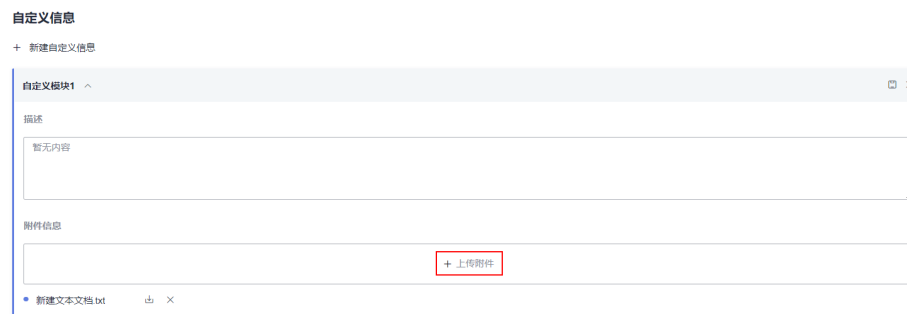 自定义信息
+ 新建自定义信息
自定义模块1
描述
暂无内容
附件信息
+ 上传附件
新建文本文档.txt